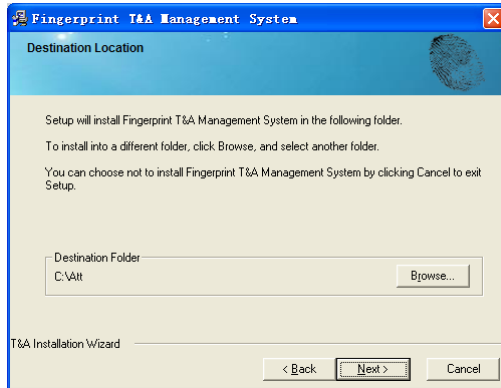 Fingerprint T&A Management System
Destination Location
Setup will install Fingerprint T&A Management System in the following folder.
To install into a different folder, click Browse, and select another folder.
You can choose not to install Fingerprint T&A Management System by clicking Cancel to exit
Setup.
Destination Folder
C:\Att
Browse...
T&A Installation Wizard
< Back
Next >
Cancel